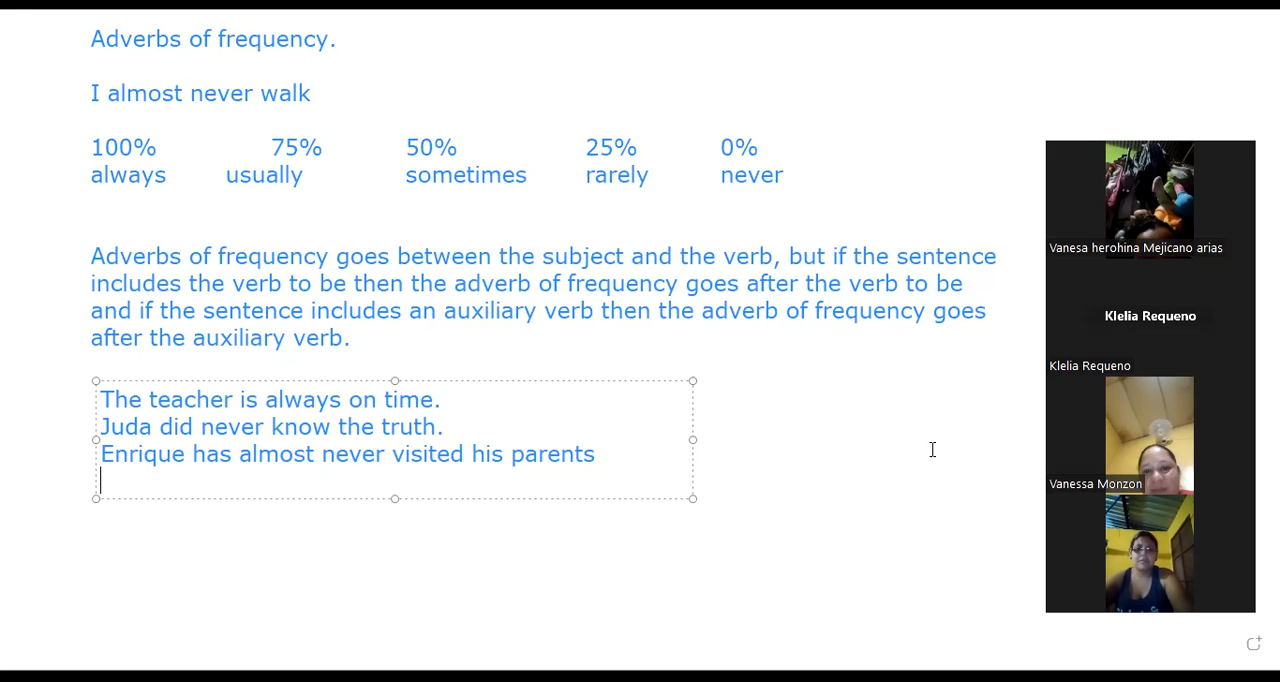 Adverbs of frequency.
I almost never walk
100% 75% 50% 25% 0%
always usually sometimes rarely never
Adverbs of frequency goes between the subject and the verb, but if the sentence
includes the verb to be then the adverb of frequency goes after the verb to be
and if the sentence includes an auxiliary verb then the adverb of frequency goes
after the auxiliary verb.
The teacher is always on time.
Juda did never know the truth.
Enrique has almost never visited his parents
Vanesa herohina Mejicano arias
Klelia Requeno
Klelia Requeno
Vanessa Monzon